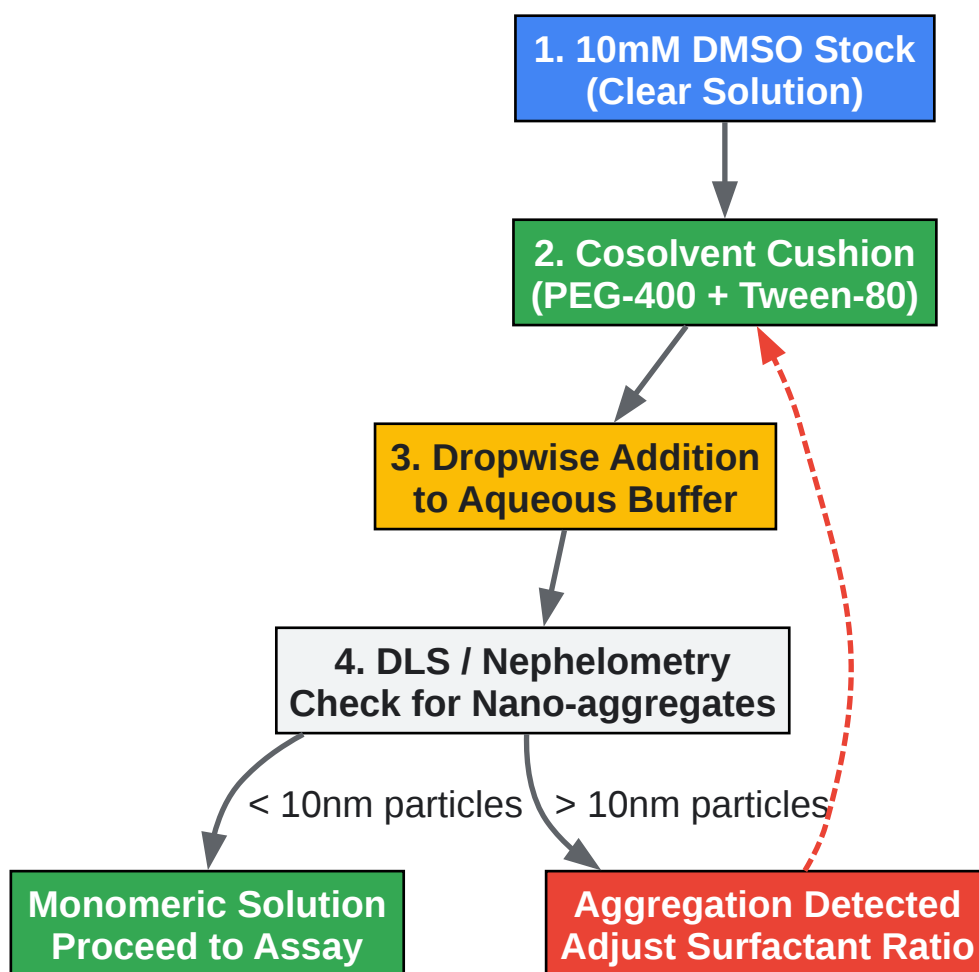 1. 10mM DMSO Stock
(Clear Solution)
2. Cosolvent Cushion
(PEG-400 + Tween-80)
3. Dropwise Addition
to Aqueous Buffer
4. DLS / Nephelometry
Check for Nano-aggregates
< 10nm particles
> 10nm particles
Monomeric Solution
Proceed to Assay
Aggregation Detected
Adjust Surfactant Ratio